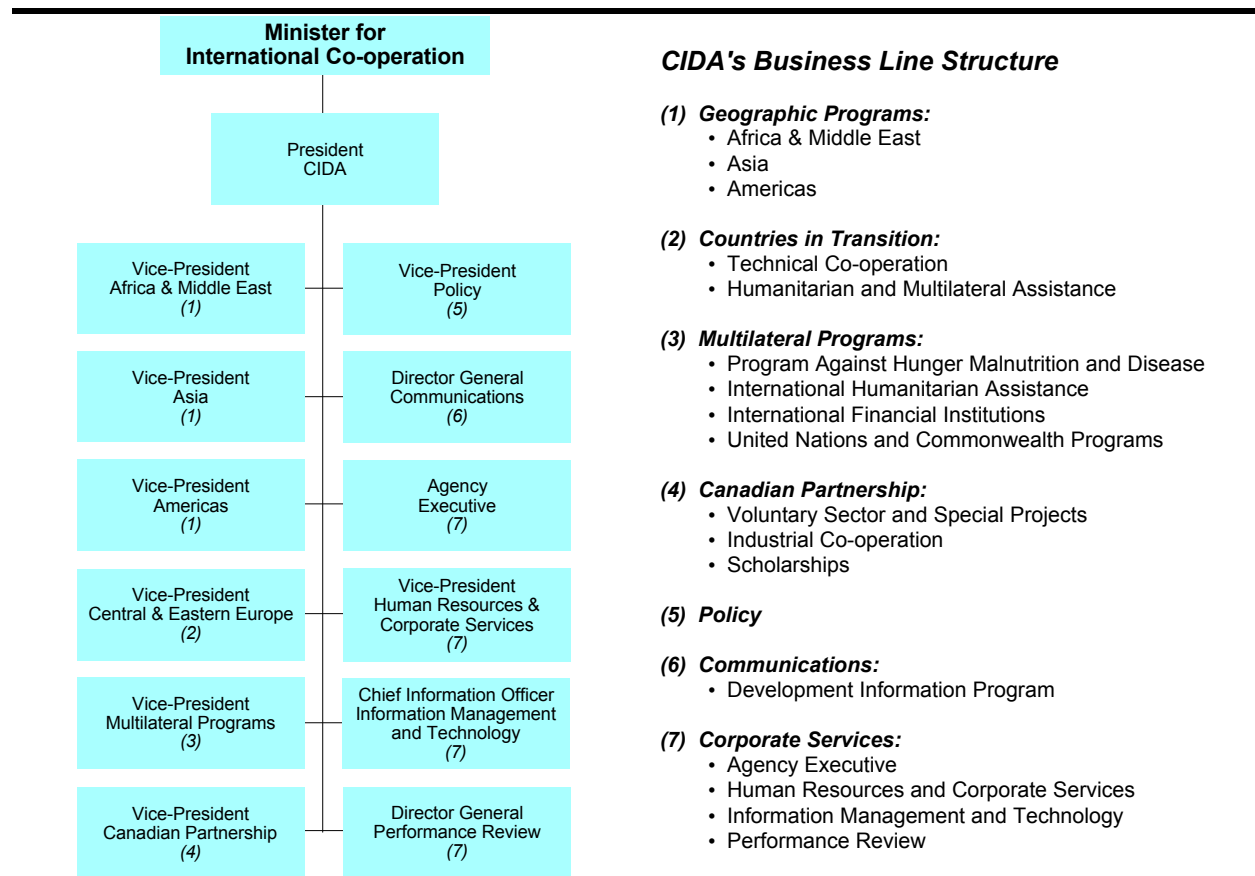 Minister for
International Co-operation
President
CIDA
Vice-President
Africa & Middle East
(1)
Vice-President
Policy
(5)
Vice-President
Asia
(1)
Director General
Communications
(6)
Vice-President
Americas
(1)
Agency
Executive
(7)
Vice-President
Central & Eastern Europe
(2)
Vice-President
Human Resources &
Corporate Services
(7)
Vice-President
Multilateral Programs
(3)
Chief Information Officer
Information Management
and Technology
(7)
Vice-President
Canadian Partnership
(4)
Director General
Performance Review
(7)
CIDA's Business Line Structure
(1) Geographic Programs:
• Africa & Middle East
• Asia
• Americas
(2) Countries in Transition:
• Technical Co-operation
• Humanitarian and Multilateral Assistance
(3) Multilateral Programs:
• Program Against Hunger Malnutrition and Disease
• International Humanitarian Assistance
• International Financial Institutions
• United Nations and Commonwealth Programs
(4) Canadian Partnership:
• Voluntary Sector and Special Projects
• Industrial Co-operation
• Scholarships
(5) Policy
(6) Communications:
• Development Information Program
(7) Corporate Services:
• Agency Executive
• Human Resources and Corporate Services
• Information Management and Technology
• Performance Review